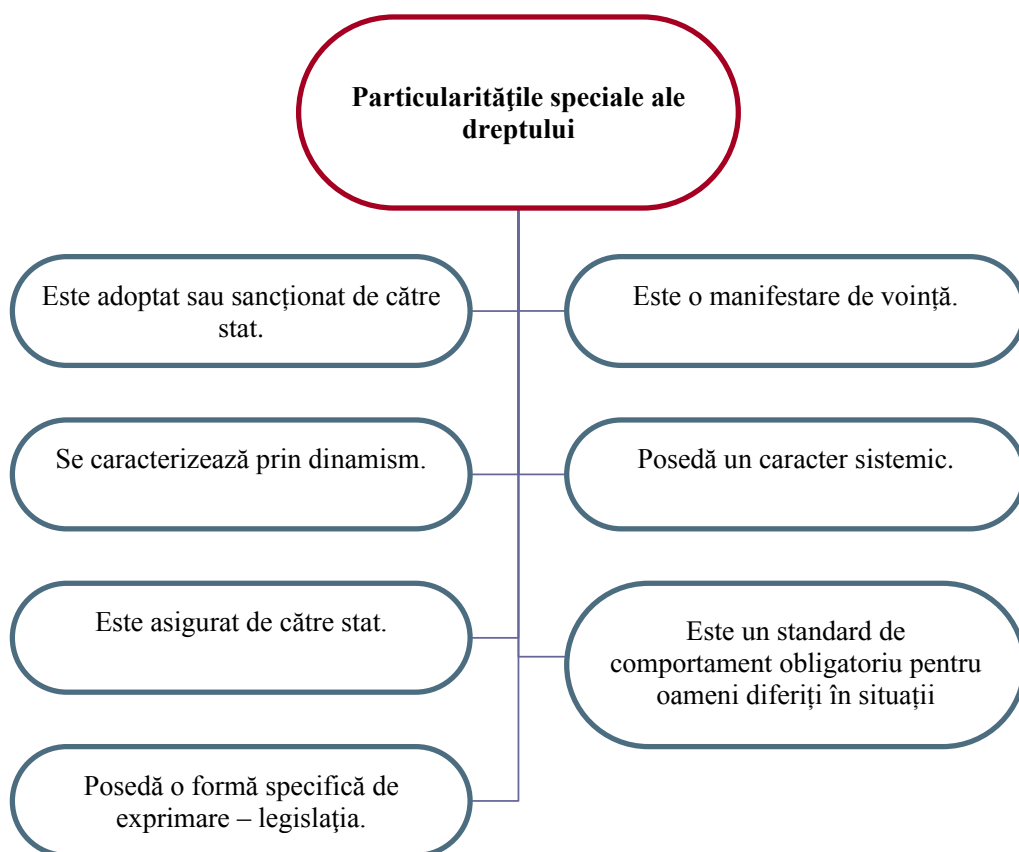 Particularităţile speciale ale
dreptului
Este adoptat sau sancționat de către
stat.
Este o manifestare de voință.
Se caracterizează prin dinamism.
Posedă un caracter sistemic.
Este asigurat de către stat.
Este un standard de
comportament obligatoriu pentru
oameni diferiți în situații
Posedă o formă specifică de
exprimare – legislaţia.